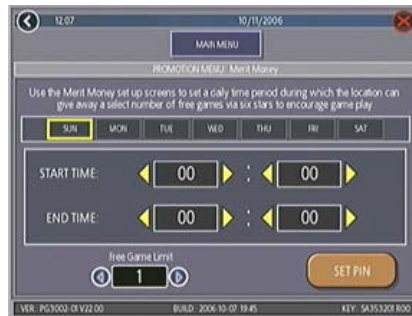 12:07 10/11/2006
MAIN MENU
PROMOTION MENU: Merit Money
Use the Merit Money set up screens to set a daily time period during which the location can
give away a select number of free games via six stars to encourage game play
SUN MON TUE WED THU FRI SAT
START TIME: 00 : 00
END TIME: 00 : 00
Free Game Limit
1
SET PIN
VER: PG3002-01 V22.00 BUILD: 2006-10-07 19:45 KEY: SA353201 R00